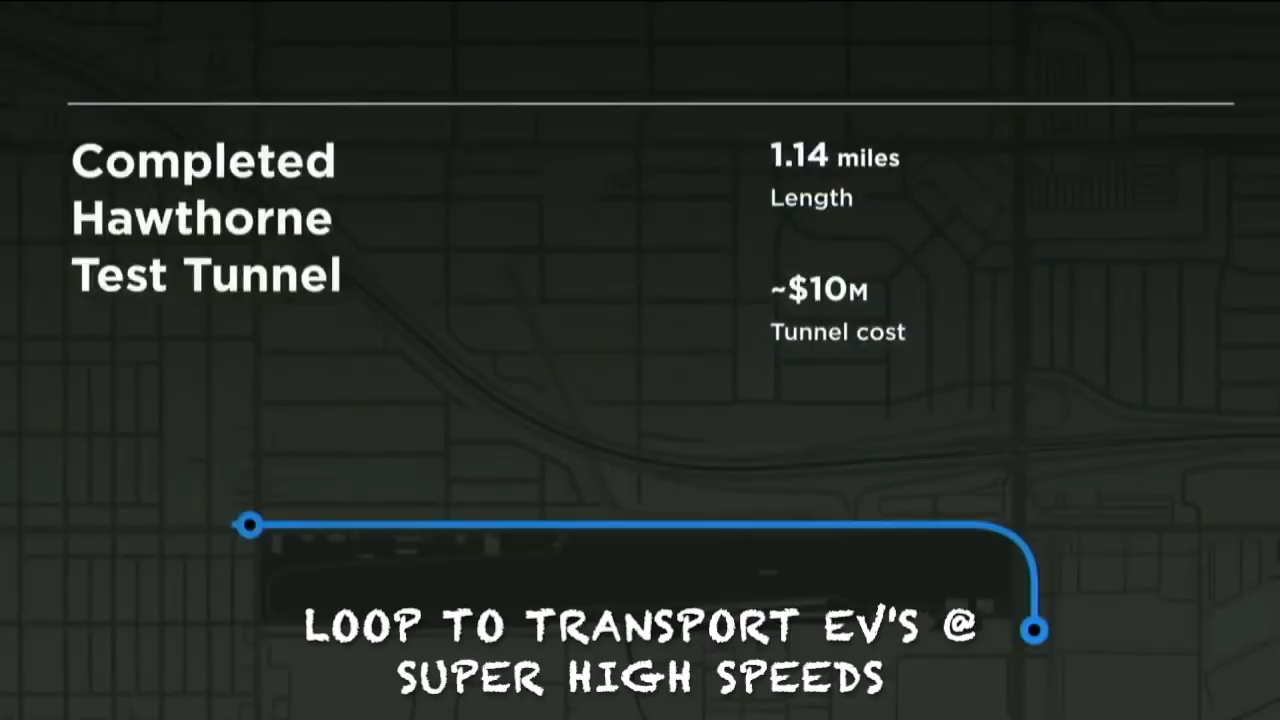 Completed
Hawthorne
Test Tunnel
1.14 miles
Length
~$10M
Tunnel cost
LOOP TO TRANSPORT EV'S @
SUPER HIGH SPEEDS